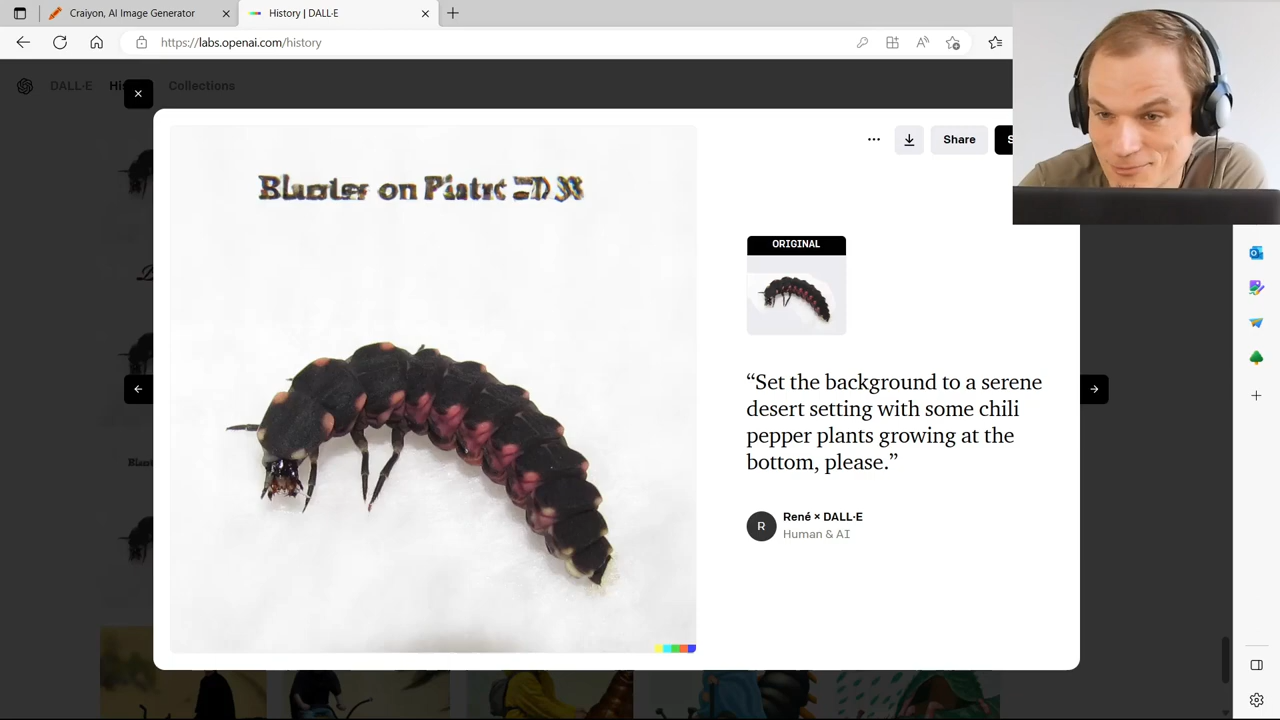 Craiyon, AI Image Generator
History | DALL·E
https://labs.openai.com/history
DALL·E
Collections
on
Share
ORIGINAL
“Set the background to a serene
desert setting with some chili
pepper plants growing at the
bottom, please.”
R
René × DALL·E
Human & AI